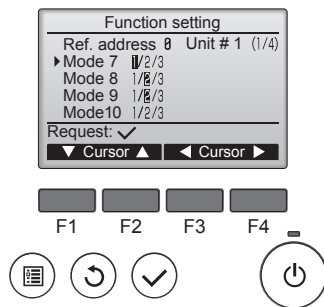 Function setting
Ref. address 0 Unit # 1 (1/4)
Mode 7 1/2/3
Mode 8 1/2/3
Mode 9 1/2/3
Mode10 1/2/3
Request: ✓
▼ Cursor ▲ ◀ Cursor ▶
F1 F2 F3 F4